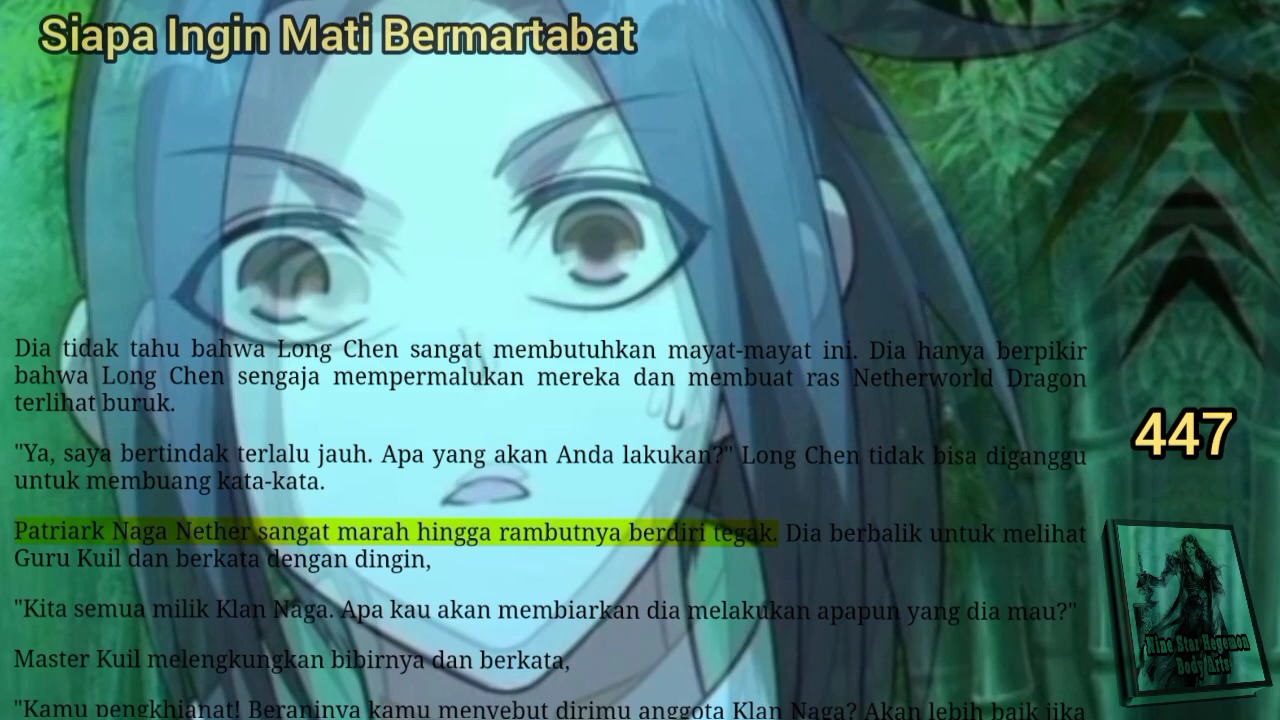 Siapa Ingin Mati Bermartabat
Dia tidak tahu bahwa Long Chen sangat membutuhkan mayat-mayat ini. Dia hanya berpikir
bahwa Long Chen sengaja mempermalukan mereka dan membuat ras Netherworld Dragon
terlihat buruk.
"Ya, saya bertindak terlalu jauh. Apa yang akan Anda lakukan?" Long Chen tidak bisa diganggu
untuk membuang kata-kata.
Patriark Naga Nether sangat marah hingga rambutnya berdiri tegak. Dia berbalik untuk melihat
Guru Kuil dan berkata dengan dingin,
"Kita semua milik Klan Naga. Apa kau akan membiarkan dia melakukan apapun yang dia mau?"
Master Kuil melengkungkan bibirnya dan berkata,
"Kamu pengkhianat! Beraninya kamu menyebut dirimu anggota Klan Naga? Akan lebih baik jika
447
Nine Star Hegemon
Body Arts